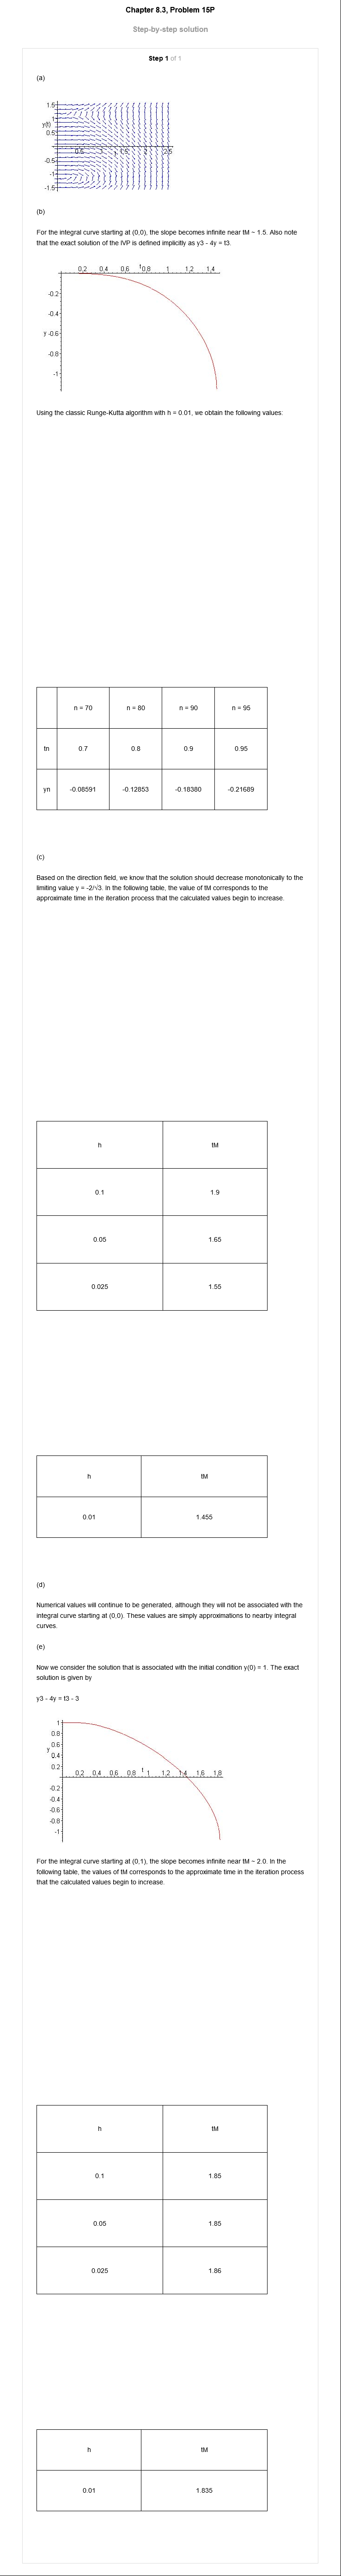 Chapter 8.3, Problem 15P
Step-by-step solution
Step 1 of 1
(a)
1.5
1
y(t)
0.5
0.5 1 t 1.5 2 2.5
-0.5
-1
-1.5
(b)
For the integral curve starting at (0,0), the slope becomes infinite near tM ~ 1.5. Also note
that the exact solution of the IVP is defined implicitly as y3 - 4y = t3.
0.2 0.4 0.6 t 0.8 1 1.2 1.4
-0.2
-0.4
y -0.6
-0.8
-1
Using the classic Runge-Kutta algorithm with h = 0.01, we obtain the following values:
n = 70 n = 80 n = 90 n = 95
tn 0.7 0.8 0.9 0.95
yn -0.08591 -0.12853 -0.18380 -0.21689
(c)
Based on the direction field, we know that the solution should decrease monotonically to the
limiting value y = -2/√3. In the following table, the value of tM corresponds to the
approximate time in the iteration process that the calculated values begin to increase.
h tM
0.1 1.9
0.05 1.65
0.025 1.55
h tM
0.01 1.455
(d)
Numerical values will continue to be generated, although they will not be associated with the
integral curve starting at (0,0). These values are simply approximations to nearby integral
curves.
(e)
Now we consider the solution that is associated with the initial condition y(0) = 1. The exact
solution is given by
y3 - 4y = t3 - 3
1
0.8
0.6
y
0.4
0.2
0.2 0.4 0.6 0.8 t 1 1.2 1.4 1.6 1.8
-0.2
-0.4
-0.6
-0.8
-1
For the integral curve starting at (0,1), the slope becomes infinite near tM ~ 2.0. In the
following table, the values of tM corresponds to the approximate time in the iteration process
that the calculated values begin to increase.
h tM
0.1 1.85
0.05 1.85
0.025 1.86
h tM
0.01 1.835